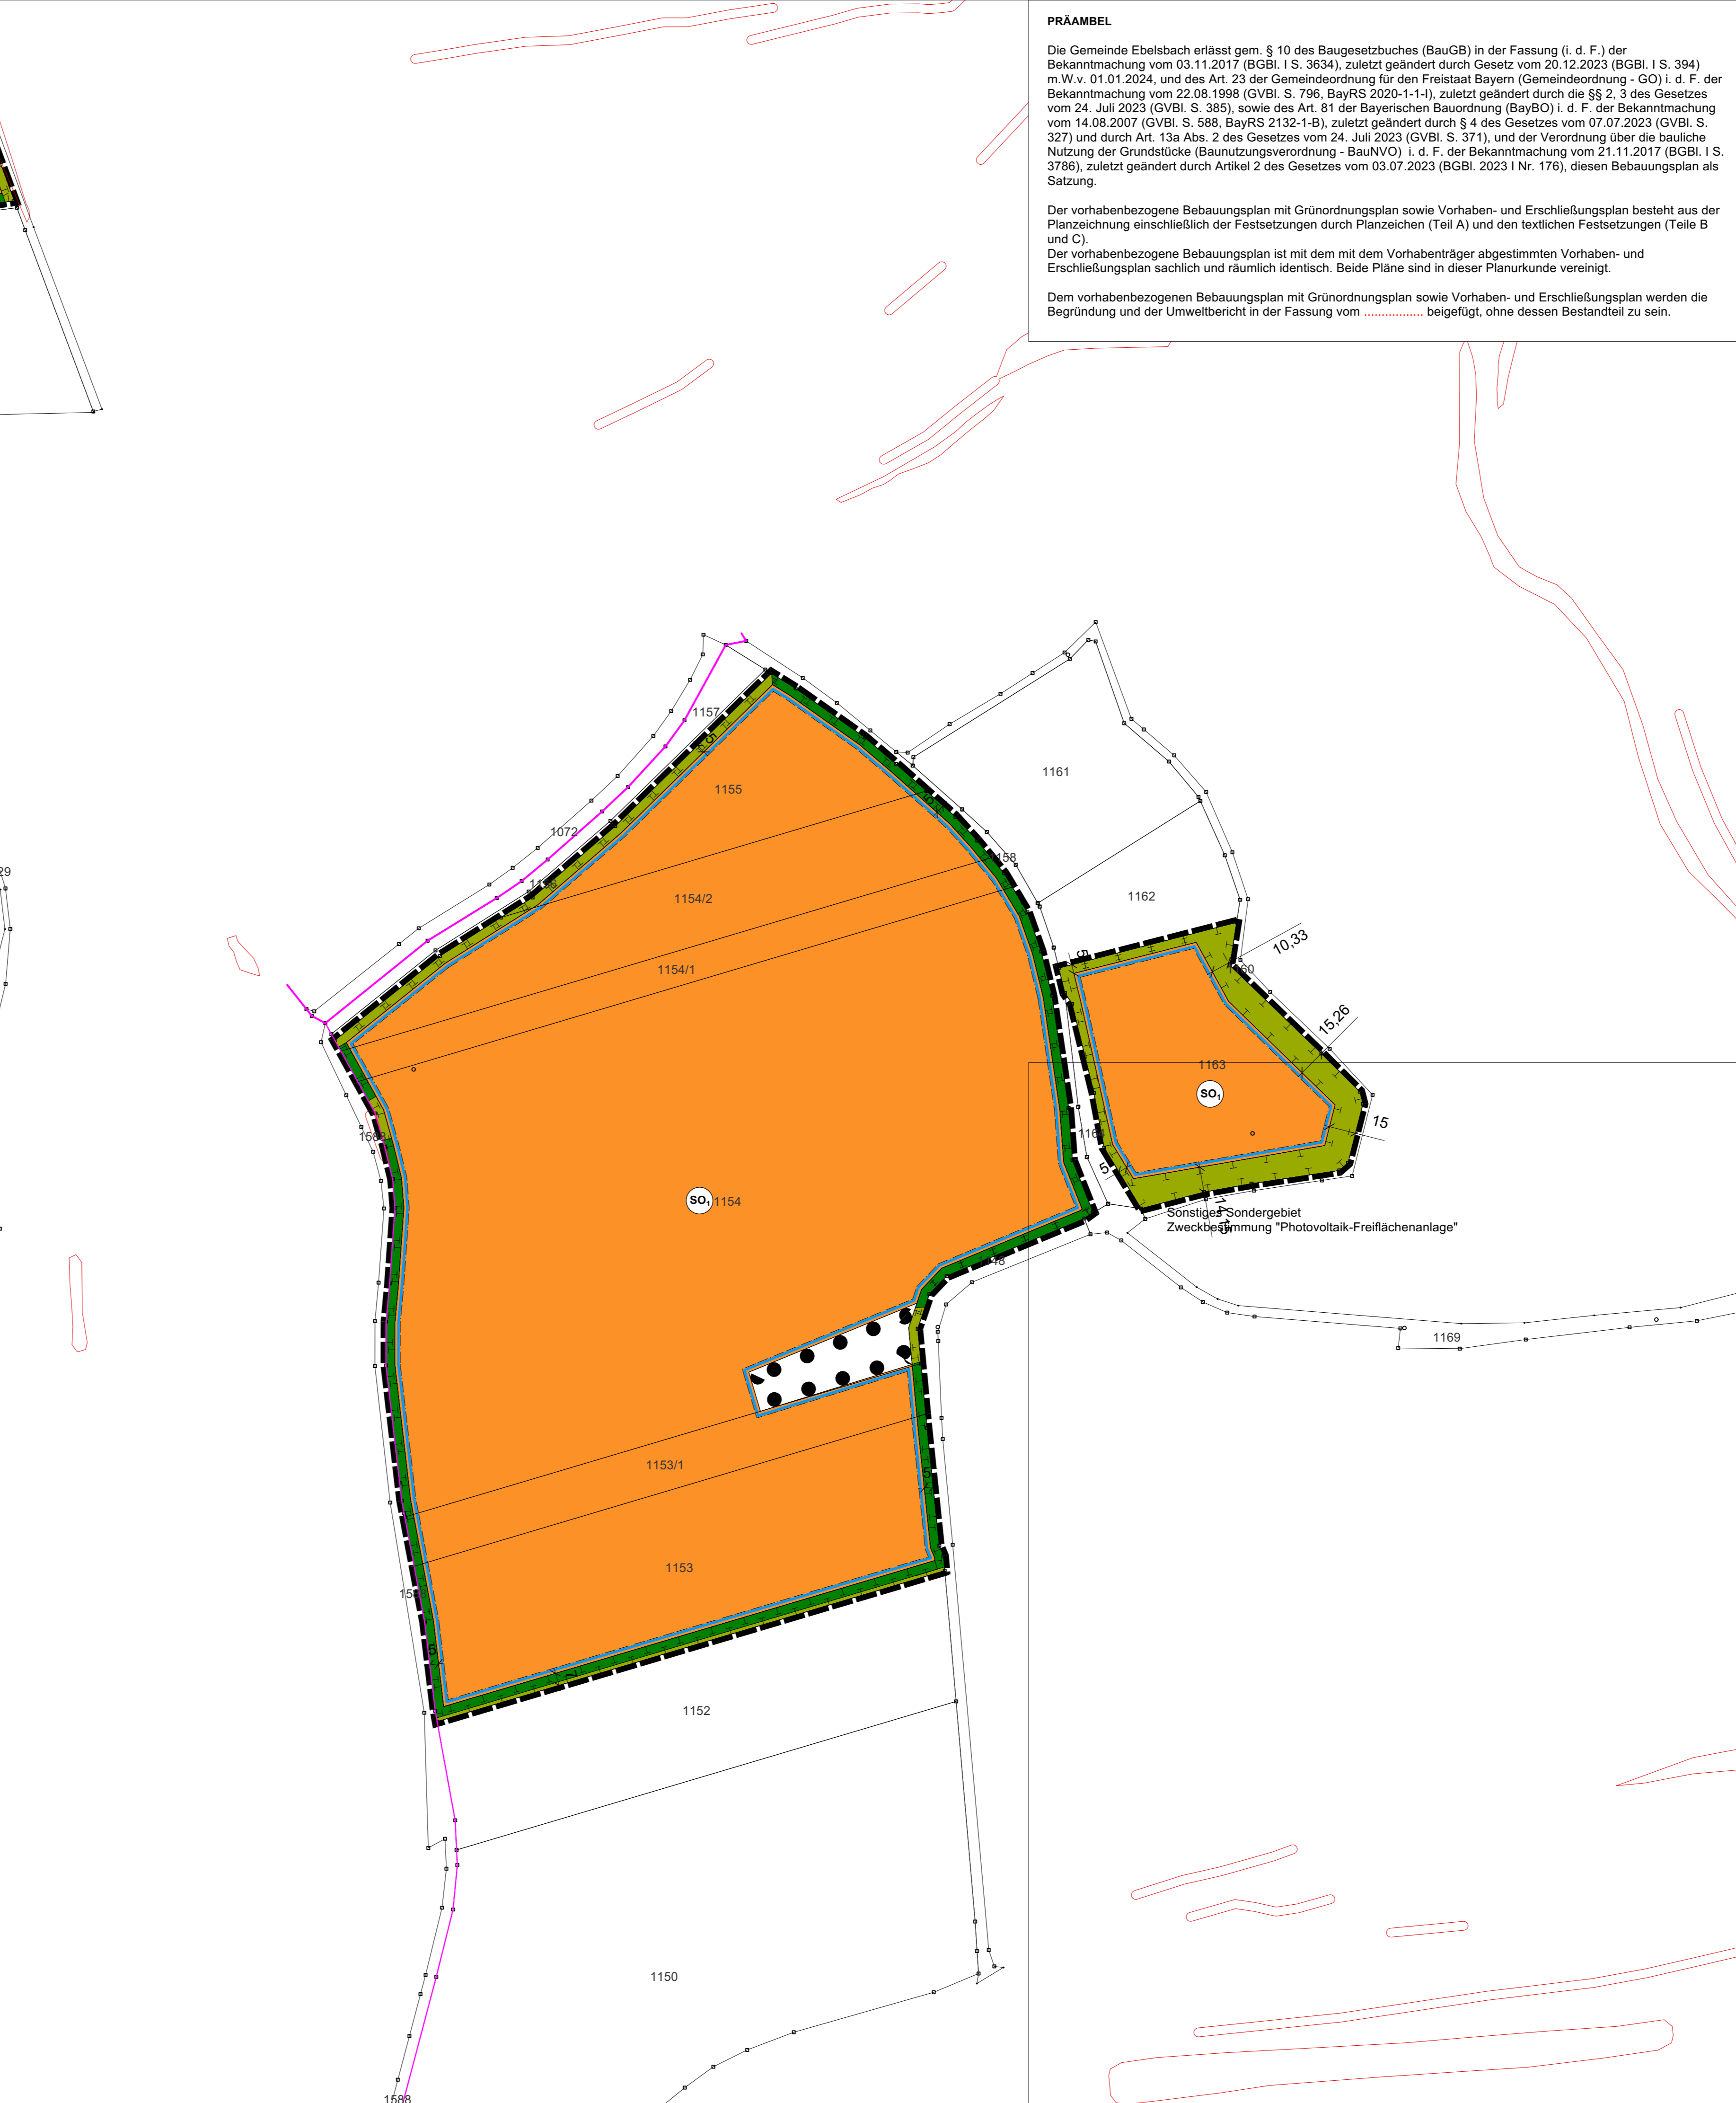 PRÄAMBEL
Die Gemeinde Ebelsbach erlässt gem. § 10 des Baugesetzbuches (BauGB) in der Fassung (i. d. F.) der
Bekanntmachung vom 03.11.2017 (BGBl. I S. 3634), zuletzt geändert durch Gesetz vom 20.12.2023 (BGBl. I S. 394)
m.W.v. 01.01.2024, und des Art. 23 der Gemeindeordnung für den Freistaat Bayern (Gemeindeordnung - GO) i. d. F. der
Bekanntmachung vom 22.08.1998 (GVBl. S. 796, BayRS 2020-1-1-I), zuletzt geändert durch die §§ 2, 3 des Gesetzes
vom 24. Juli 2023 (GVBl. S. 385), sowie des Art. 81 der Bayerischen Bauordnung (BayBO) i. d. F. der Bekanntmachung
vom 14.08.2007 (GVBl. S. 588, BayRS 2132-1-B), zuletzt geändert durch § 4 des Gesetzes vom 07.07.2023 (GVBl. S.
327) und durch Art. 13a Abs. 2 des Gesetzes vom 24. Juli 2023 (GVBl. S. 371), und der Verordnung über die bauliche
Nutzung der Grundstücke (Baunutzungsverordnung - BauNVO) i. d. F. der Bekanntmachung vom 21.11.2017 (BGBl. I S.
3786), zuletzt geändert durch Artikel 2 des Gesetzes vom 03.07.2023 (BGBl. 2023 I Nr. 176), diesen Bebauungsplan als
Satzung.
Der vorhabenbezogene Bebauungsplan mit Grünordnungsplan sowie Vorhaben- und Erschließungsplan besteht aus der
Planzeichnung einschließlich der Festsetzungen durch Planzeichen (Teil A) und den textlichen Festsetzungen (Teile B
und C).
Der vorhabenbezogene Bebauungsplan ist mit dem mit dem Vorhabenträger abgestimmten Vorhaben- und
Erschließungsplan sachlich und räumlich identisch. Beide Pläne sind in dieser Planurkunde vereinigt.
Dem vorhabenbezogenen Bebauungsplan mit Grünordnungsplan sowie Vorhaben- und Erschließungsplan werden die
Begründung und der Umweltbericht in der Fassung vom ................. beigefügt, ohne dessen Bestandteil zu sein.
1157
5
1161
1155
1072
29
1162
1154/2
10,33
5
1154/1
15,26
1163
SO₁
15
5
SO₁ 1154
14,15
Sonstiges Sondergebiet
Zweckbestimmung "Photovoltaik-Freiflächenanlage"
1169
1153/1
5
1153
5
7
1152
1150
1588